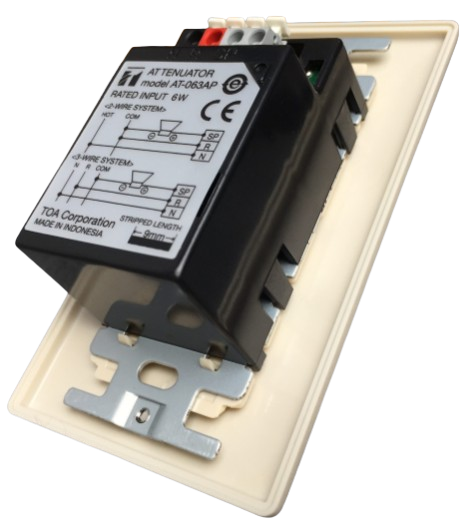 ATTENUATOR
model AT-063AP
RATED INPUT 6W
CE
<2-WIRE SYSTEM>
HOT COM
SP
R
N
<3-WIRE SYSTEM>
N R COM
SP
R
N
TOA Corporation
MADE IN INDONESIA
STRIPPED LENGTH
9mm